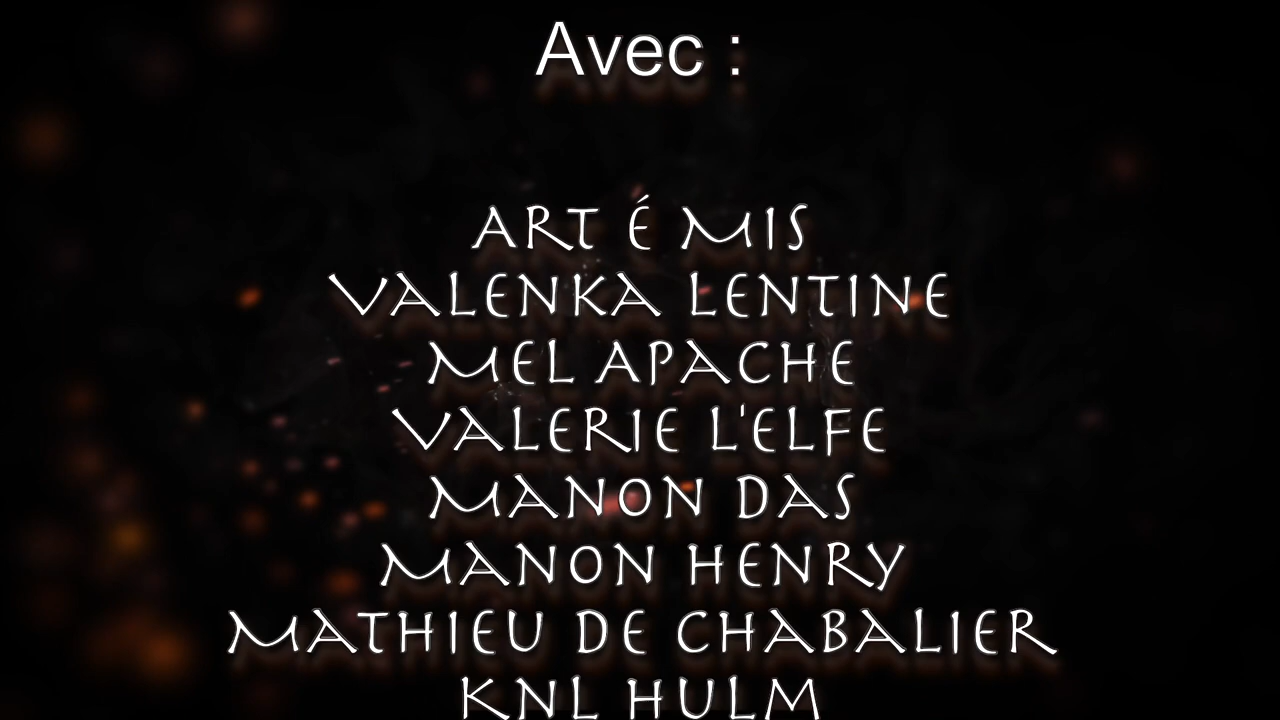 Avec :
ART É MIS
VALENKA LENTINE
MEL APACHE
VALERIE L'ELFE
MANON DAS
MANON HENRY
MATHIEU DE CHABALIER
KNL HULM